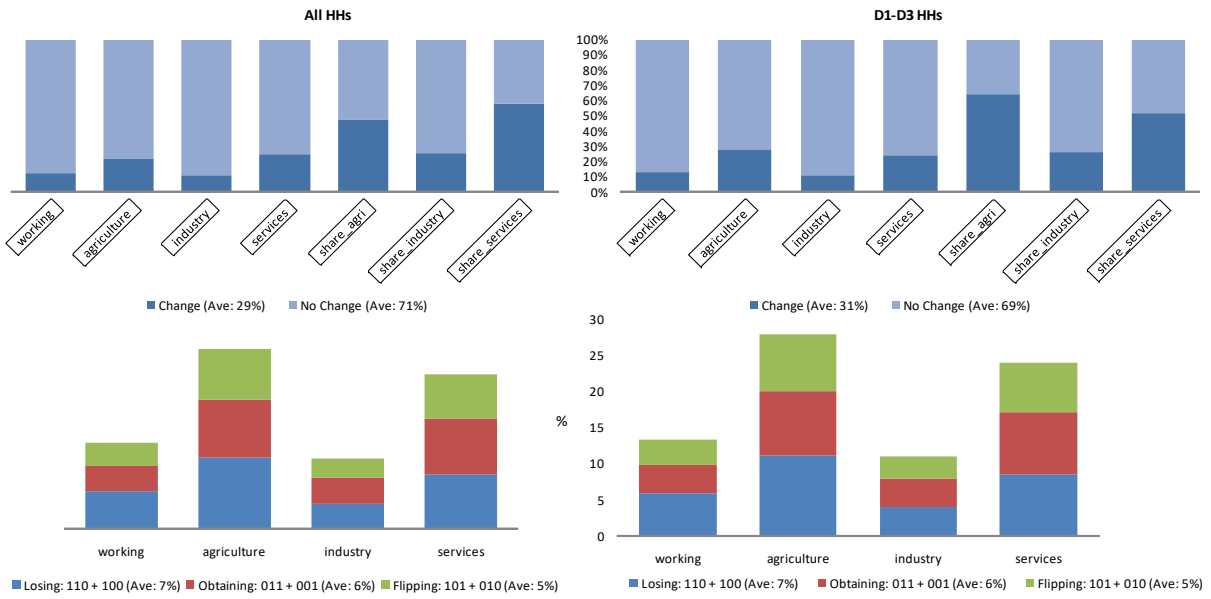 All HHs
working
agriculture
industry
services
share_agri
share_industry
share_services
Change (Ave: 29%)
No Change (Ave: 71%)
D1-D3 HHs
100%
90%
80%
70%
60%
50%
40%
30%
20%
10%
0%
working
agriculture
industry
services
share_agri
share_industry
share_services
Change (Ave: 31%)
No Change (Ave: 69%)
working
agriculture
industry
services
Losing: 110 + 100 (Ave: 7%)
Obtaining: 011 + 001 (Ave: 6%)
Flipping: 101 + 010 (Ave: 5%)
%
30
25
20
15
10
5
0
working
agriculture
industry
services
Losing: 110 + 100 (Ave: 7%)
Obtaining: 011 + 001 (Ave: 6%)
Flipping: 101 + 010 (Ave: 5%)